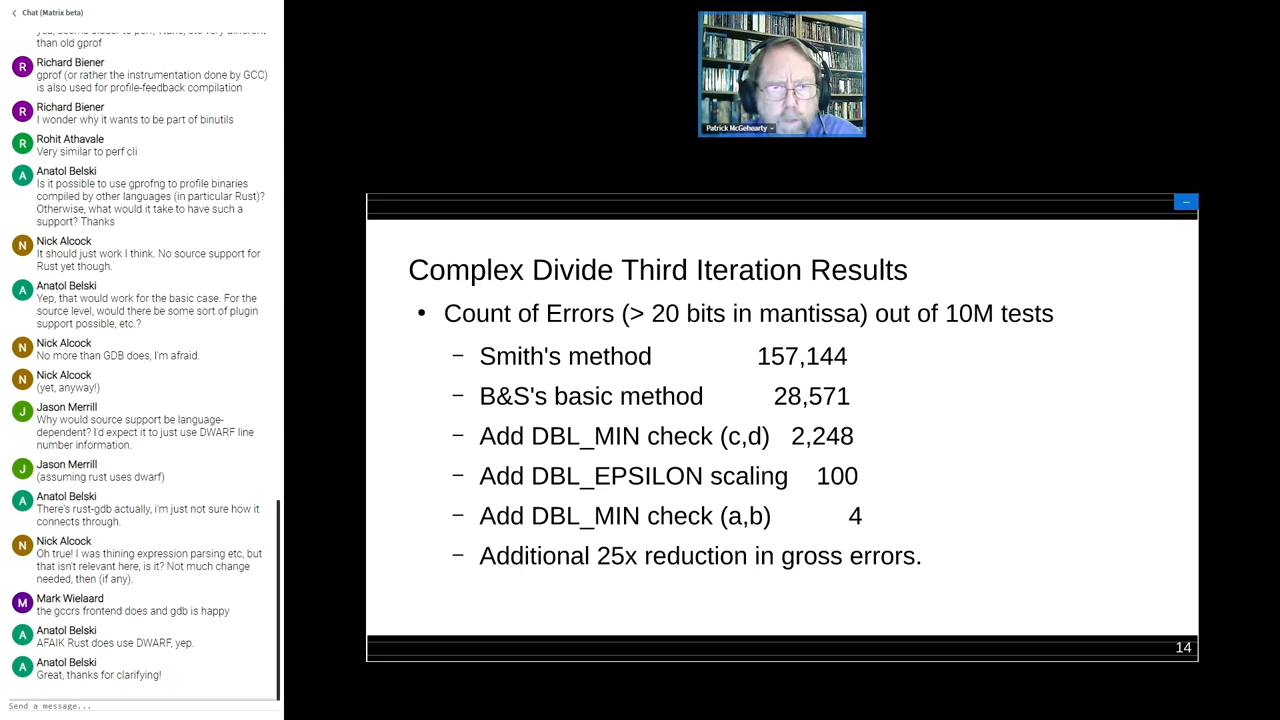 Chat (Matrix beta)
than old gprof
Richard Biener
R
gprof (or rather the instrumentation done by GCC)
is also used for profile-feedback compilation
Richard Biener
R
I wonder why it wants to be part of binutils
Rohit Athavale
R
Very similar to perf cli
Anatol Belski
A
Is it possible to use gprofng to profile binaries
compiled by other languages (in particular Rust)?
Otherwise, what would it take to have such a
support? Thanks
Nick Alcock
N
It should just work I think. No source support for
Rust yet though.
Anatol Belski
A
Yep, that would work for the basic case. For the
source level, would there be some sort of plugin
support possible, etc.?
Nick Alcock
N
No more than GDB does, I'm afraid.
Nick Alcock
N
(yet, anyway!)
Jason Merrill
J
Why would source support be language-
dependent? I'd expect it to just use DWARF line
number information.
Jason Merrill
J
(assuming rust uses dwarf)
Anatol Belski
A
There's rust-gdb actually, i'm just not sure how it
connects through.
Nick Alcock
N
Oh true! I was thining expression parsing etc, but
that isn't relevant here, is it? Not much change
needed, then (if any).
Mark Wielaard
M
the gccrs frontend does and gdb is happy
Anatol Belski
A
AFAIK Rust does use DWARF, yep.
Anatol Belski
A
Great, thanks for clarifying!
Send a message...
Patrick McGehearty
Complex Divide Third Iteration Results
• Count of Errors (> 20 bits in mantissa) out of 10M tests
– Smith's method 157,144
– B&S's basic method 28,571
– Add DBL_MIN check (c,d) 2,248
– Add DBL_EPSILON scaling 100
– Add DBL_MIN check (a,b) 4
– Additional 25x reduction in gross errors.
14